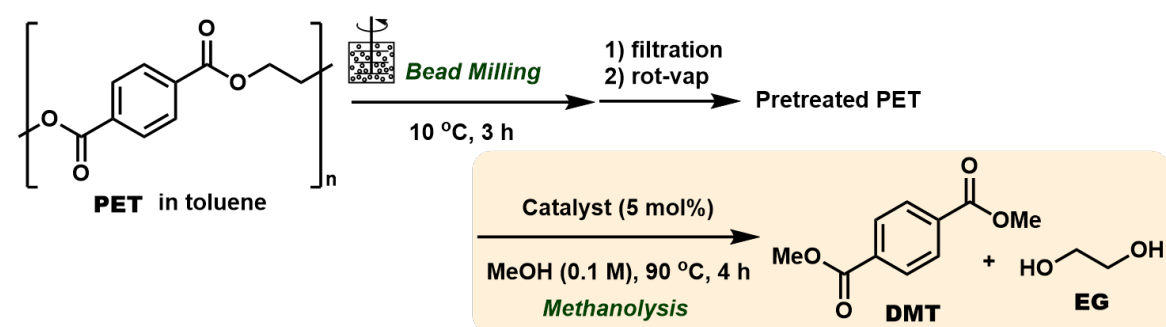 O
O
O
O
n
PET in toluene
Bead Milling
10 °C, 3 h
1) filtration
2) rot-vap
Pretreated PET
Catalyst (5 mol%)
MeOH (0.1 M), 90 °C, 4 h
Methanolysis
O
OMe
MeO
O
DMT
+
HO
OH
EG